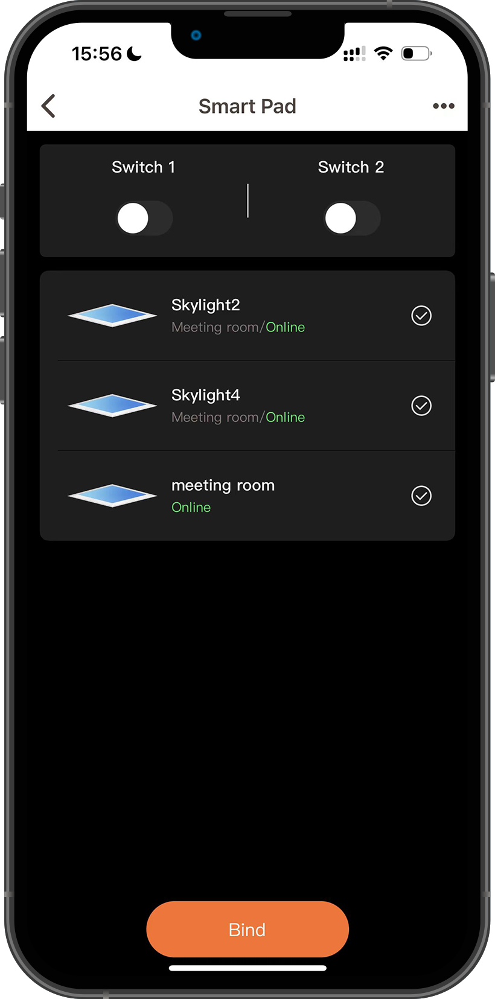 15:56
Smart Pad
Switch 1
Switch 2
Skylight2
Meeting room/Online
Skylight4
Meeting room/Online
meeting room
Online
Bind